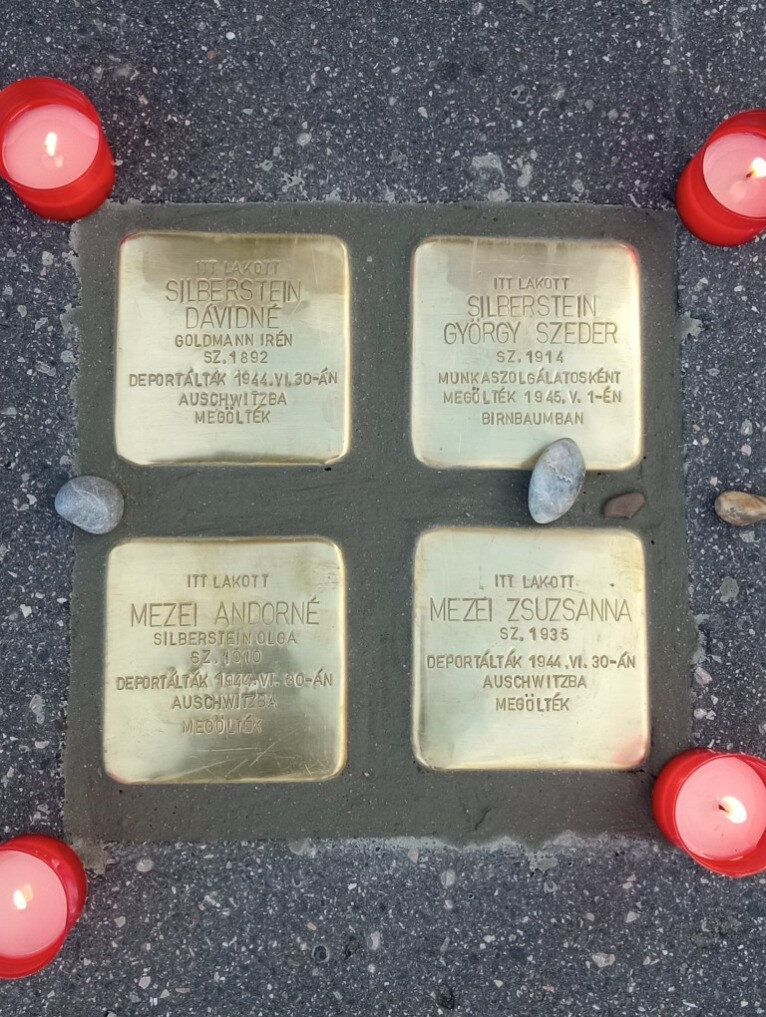 ITT LAKOTT
SILBERSTEIN
DÁVIDNÉ
GOLDMANN IRÉN
SZ. 1892
DEPORTÁLTÁK 1944.VI.30-ÁN
AUSCHWITZBA
MEGÖLTÉK
ITT LAKOTT
SILBERSTEIN
GYÖRGY SZEDER
SZ. 1914
MUNKASZOLGÁLATOSKÉNT
MEGÖLTÉK 1945. V. 1-ÉN
BIRNBAUMBAN
ITT LAKOTT
MEZEI ANDORNÉ
SILBERSTEIN OLGA
SZ. 1910
DEPORTÁLTÁK 1944.VI.30-ÁN
AUSCHWITZBA
MEGÖLTÉK
ITT LAKOTT
MEZEI ZSUZSANNA
SZ. 1935
DEPORTÁLTÁK 1944.VI.30-ÁN
AUSCHWITZBA
MEGÖLTÉK